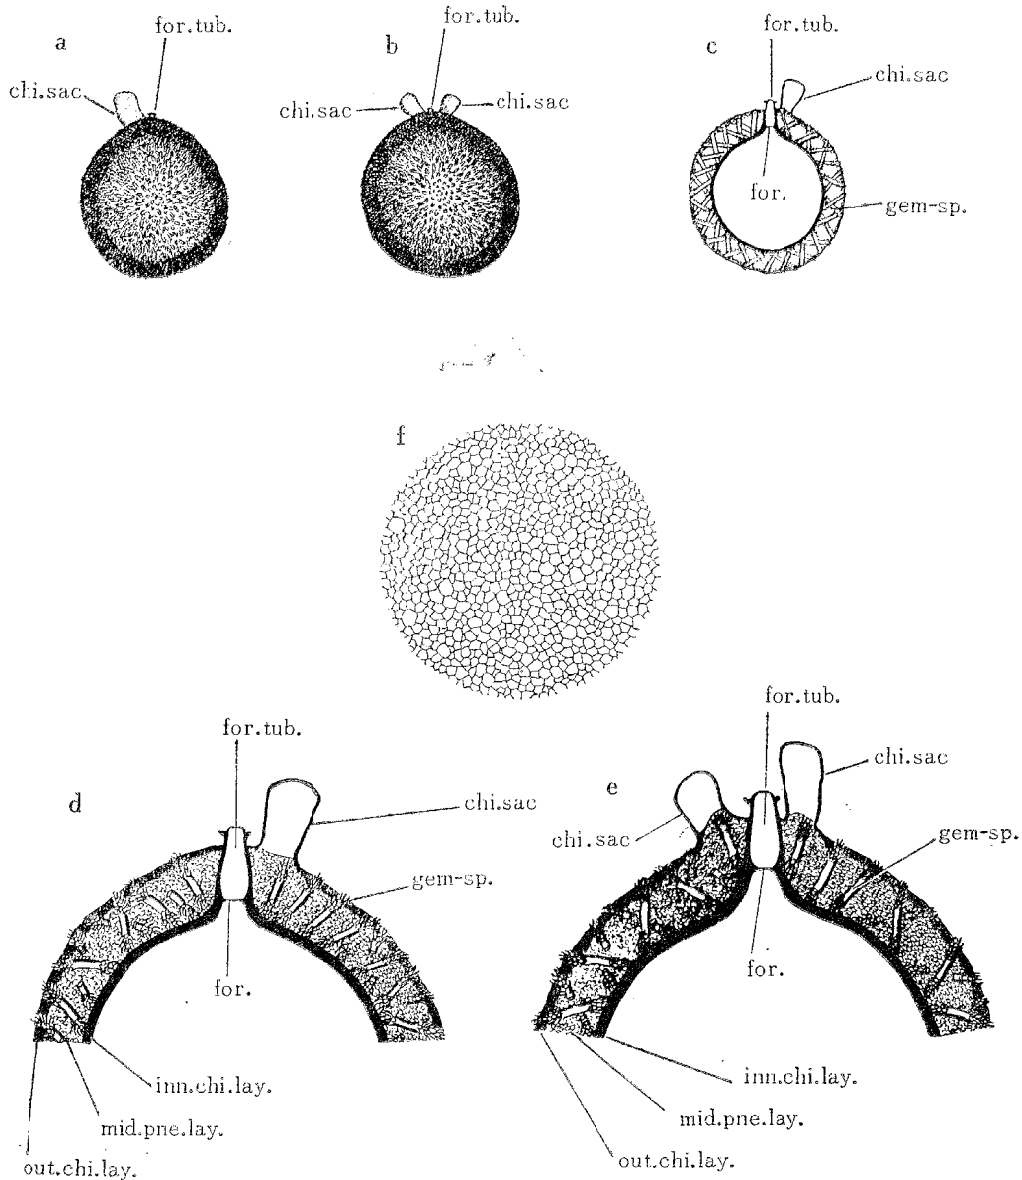 a
for.tub.
chi.sac
b
for.tub.
chi.sac
chi.sac
c
for.tub.
chi.sac
for.
gem-sp.
f
d
for.tub.
chi.sac
gem-sp.
for.
inn.chi.lay.
mid.pne.lay.
out.chi.lay.
e
for.tub.
chi.sac
chi.sac
gem-sp.
for.
inn.chi.lay.
mid.pne.lay.
out.chi.lay.